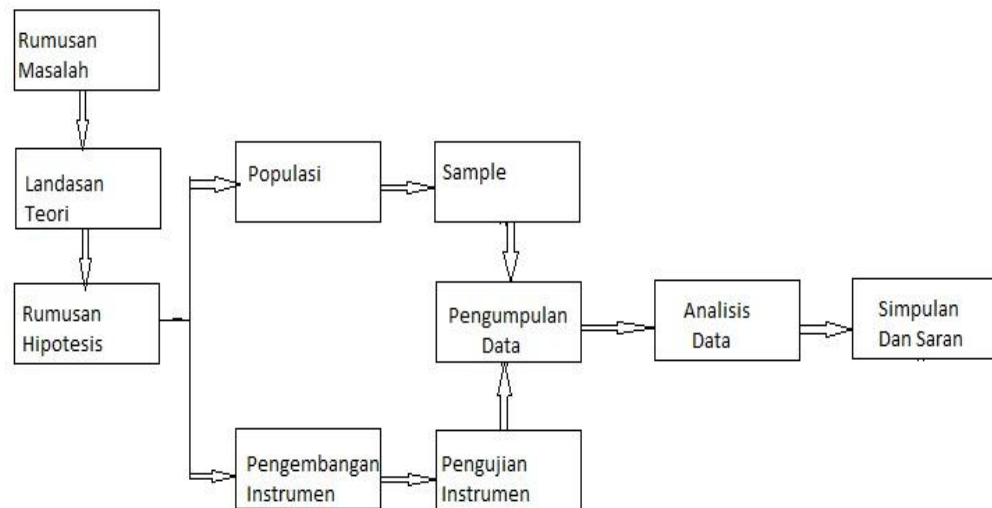 Rumusan
Masalah
Landasan
Teori
Rumusan
Hipotesis
Populasi
Sample
Pengembangan
Instrumen
Pengujian
Instrumen
Pengumpulan
Data
Analisis
Data
Simpulan
Dan Saran